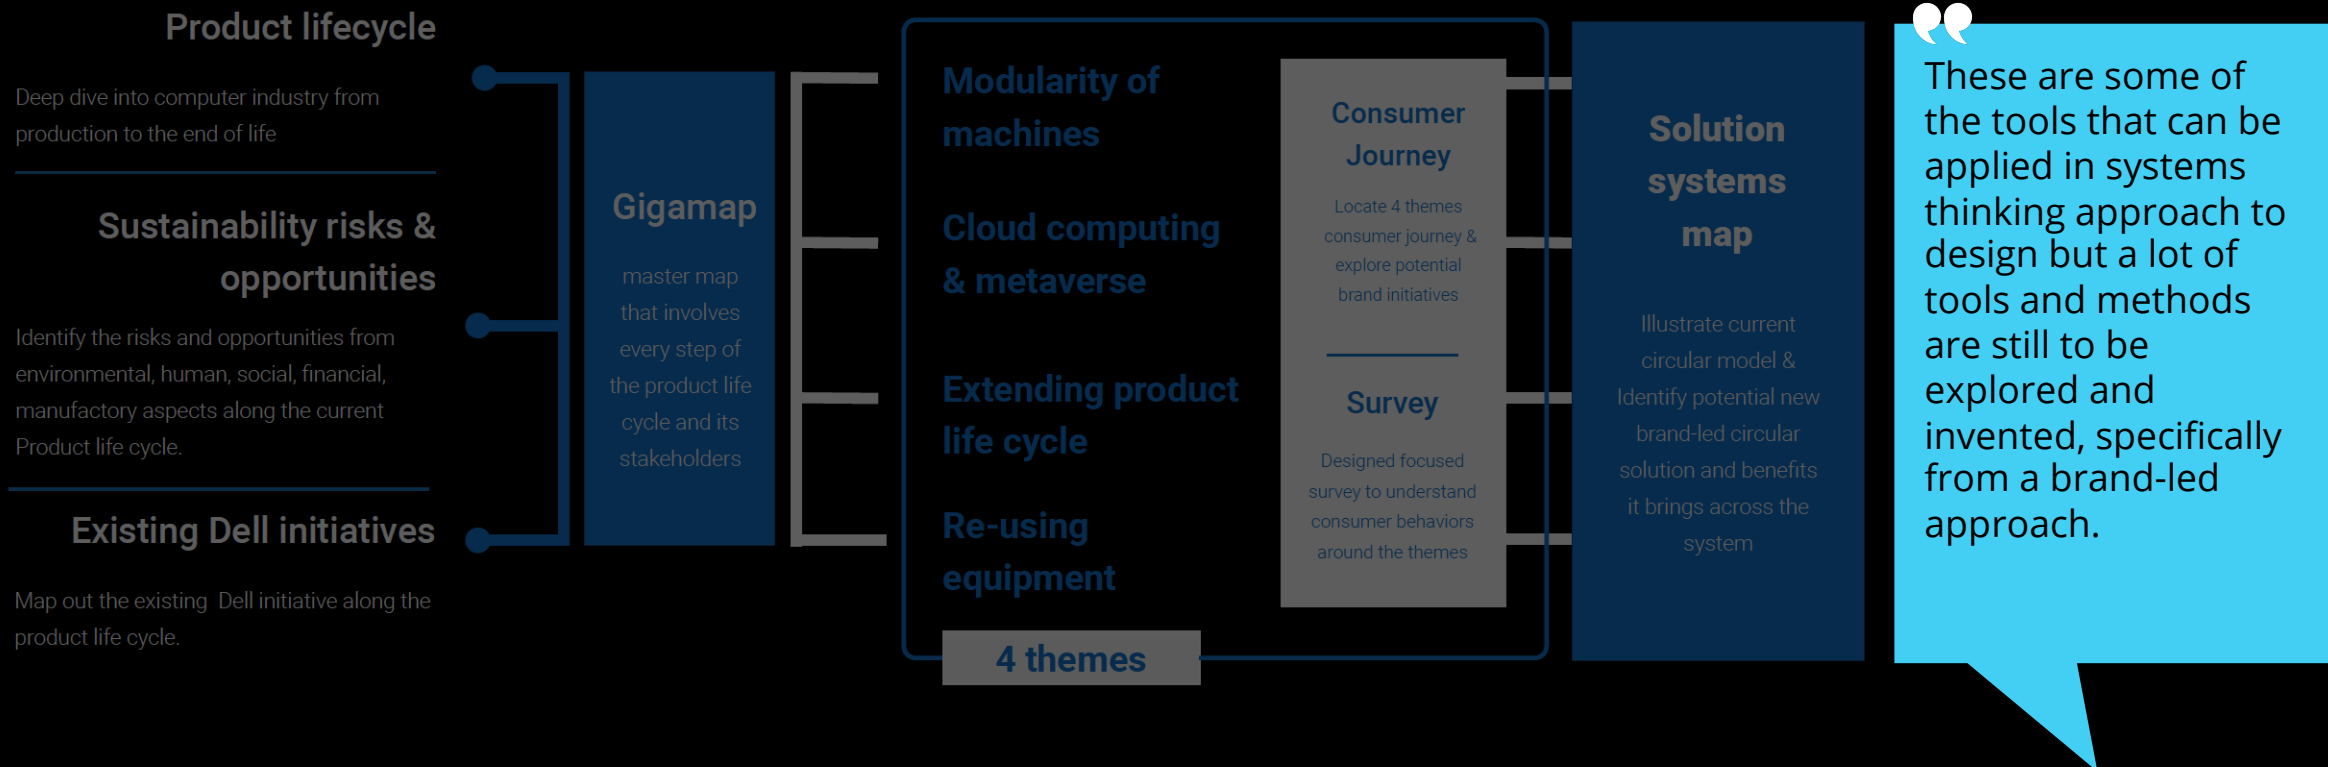 Product lifecycle
Deep dive into computer industry from
production to the end of life
Sustainability risks &
opportunities
Identify the risks and opportunities from
environmental, human, social, financial,
manufactory aspects along the current
Product life cycle.
Existing Dell initiatives
Map out the existing  Dell initiative along the
product life cycle.
Gigamap
master map
that involves
every step of
the product life
cycle and its
stakeholders
Modularity of
machines
Cloud computing
& metaverse
Extending product
life cycle
Re-using
equipment
4 themes
Consumer
Journey
Locate 4 themes
consumer journey &
explore potential
brand initiatives
Survey
Designed focused
survey to understand
consumer behaviors
around the themes
Solution
systems
map
Illustrate current
circular model &
Identify potential new
brand-led circular
solution and benefits
it brings across the
system
❞
These are some of
the tools that can be
applied in systems
thinking approach to
design but a lot of
tools and methods
are still to be
explored and
invented, specifically
from a brand-led
approach.